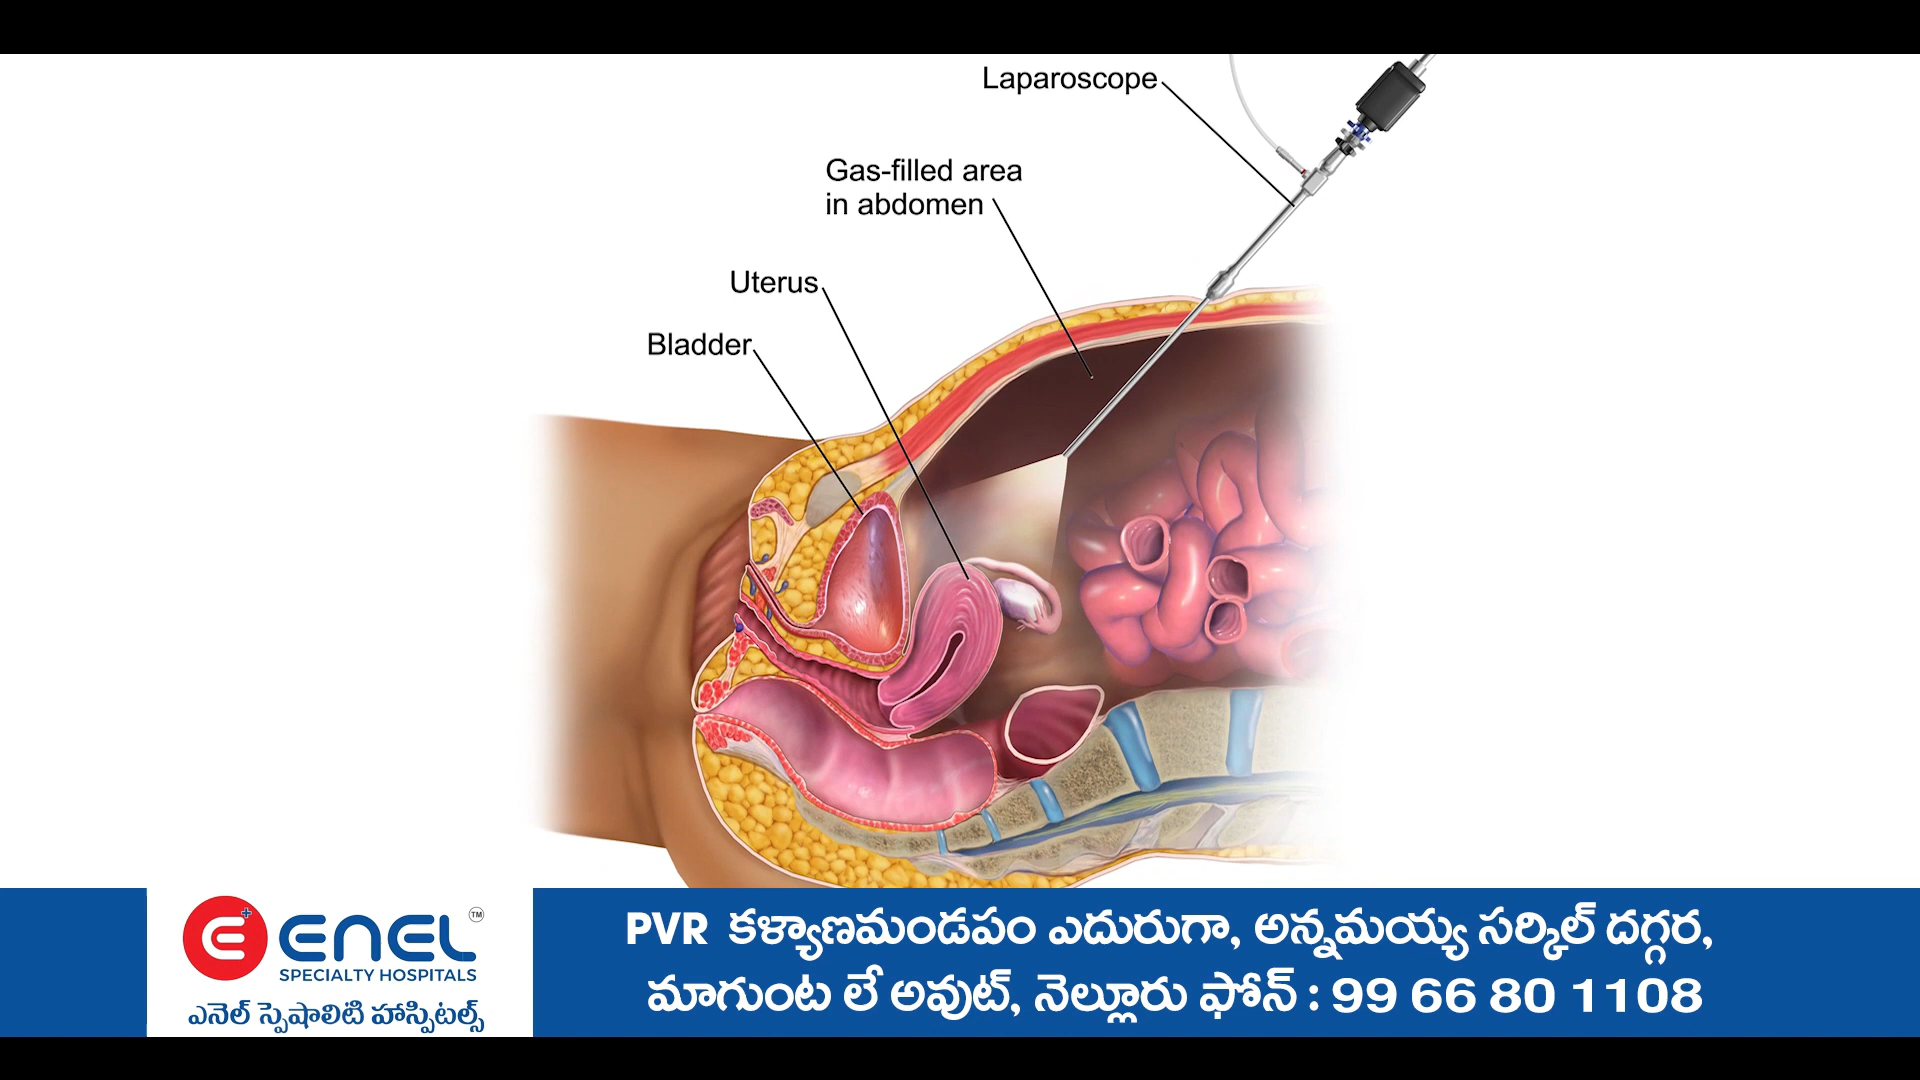 Laparoscope
Gas-filled area
in abdomen
Uterus
Bladder
ENEL™
SPECIALTY HOSPITALS
ఎనెల్ స్పెషాలిటి హాస్పిటల్స్
PVR కళ్యాణమండపం ఎదురుగా, అన్నమయ్య సర్కిల్ దగ్గర,
మాగుంట లే అవుట్, నెల్లూరు ఫోన్ : 99 66 80 1108